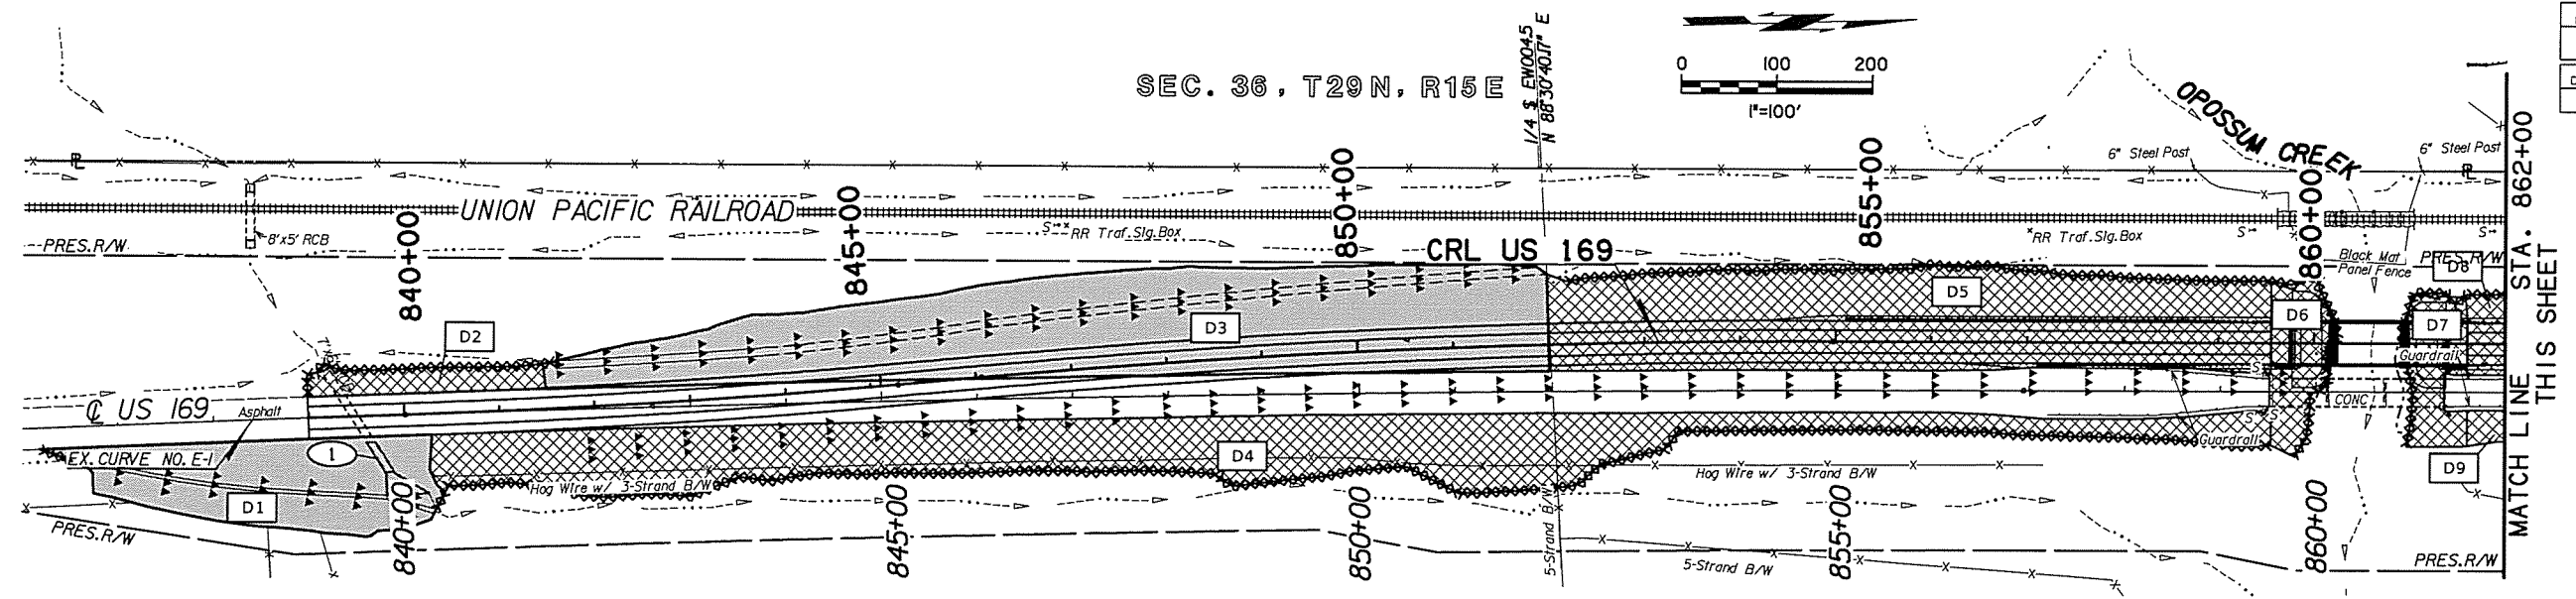 SEC. 36, T29N, R15E
1/4 S EW0045
N 88°30'40.17" E
0 100 200
1"=100'
OPOSSUM CREEK
6" Steel Post
6" Steel Post
PL
PL
UNION PACIFIC RAILROAD
8'x5' RCB
PRES.R/W
S
RR Traf.Sig.Box
RR Traf.Sig.Box
S
S
Black Mat
Panel Fence
PRES.R/W
840+00
845+00
850+00
855+00
860+00
CRL US 169
D2
D3
D5
D6
D7
D8
Guardrail
CL US 169
Asphalt
EX. CURVE NO. E-1
1
D1
D4
D9
S
S
S
CONC
Guardrail
Hog Wire w/ 3-Strand B/W
Hog Wire w/ 3-Strand B/W
5-Strand B/W
5-Strand B/W
PRES.R/W
PRES.R/W
840+00
845+00
850+00
855+00
860+00
MATCH LINE STA. 862+00
THIS SHEET